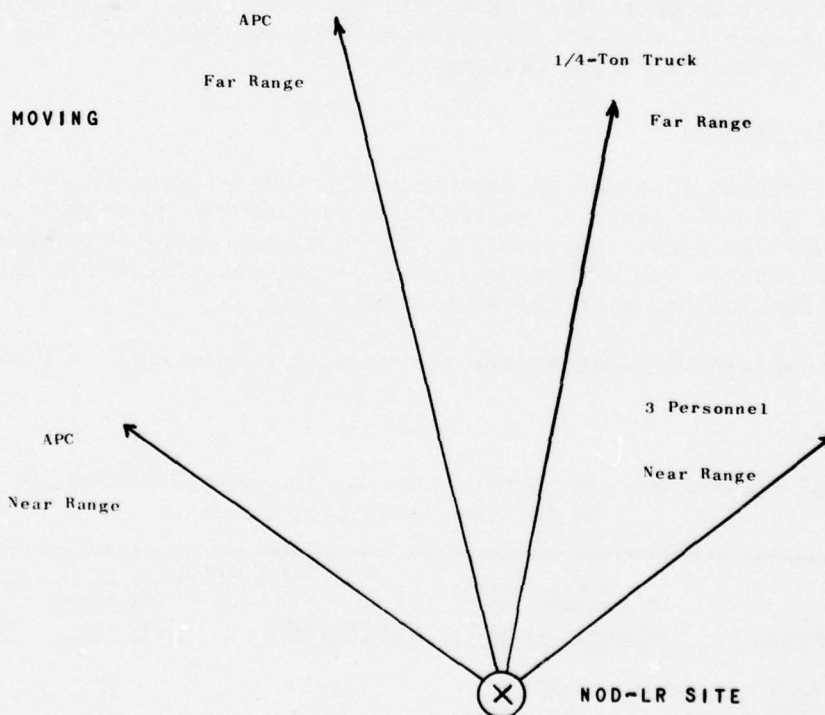 APC
1/4-Ton Truck
Far Range
MOVING
Far Range
3 Personnel
APC
Near Range
Near Range
NOD-LR SITE